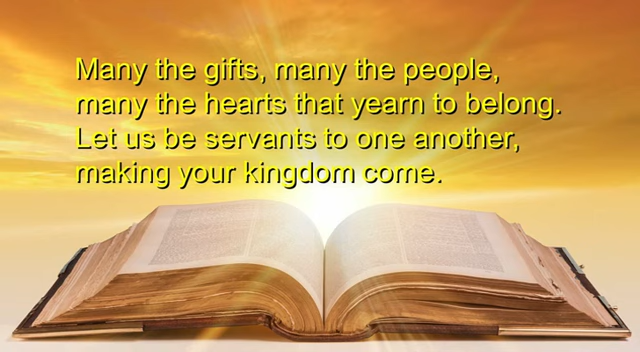 Many the gifts, many the people,
many the hearts that yearn to belong.
Let us be servants to one another,
making your kingdom come.